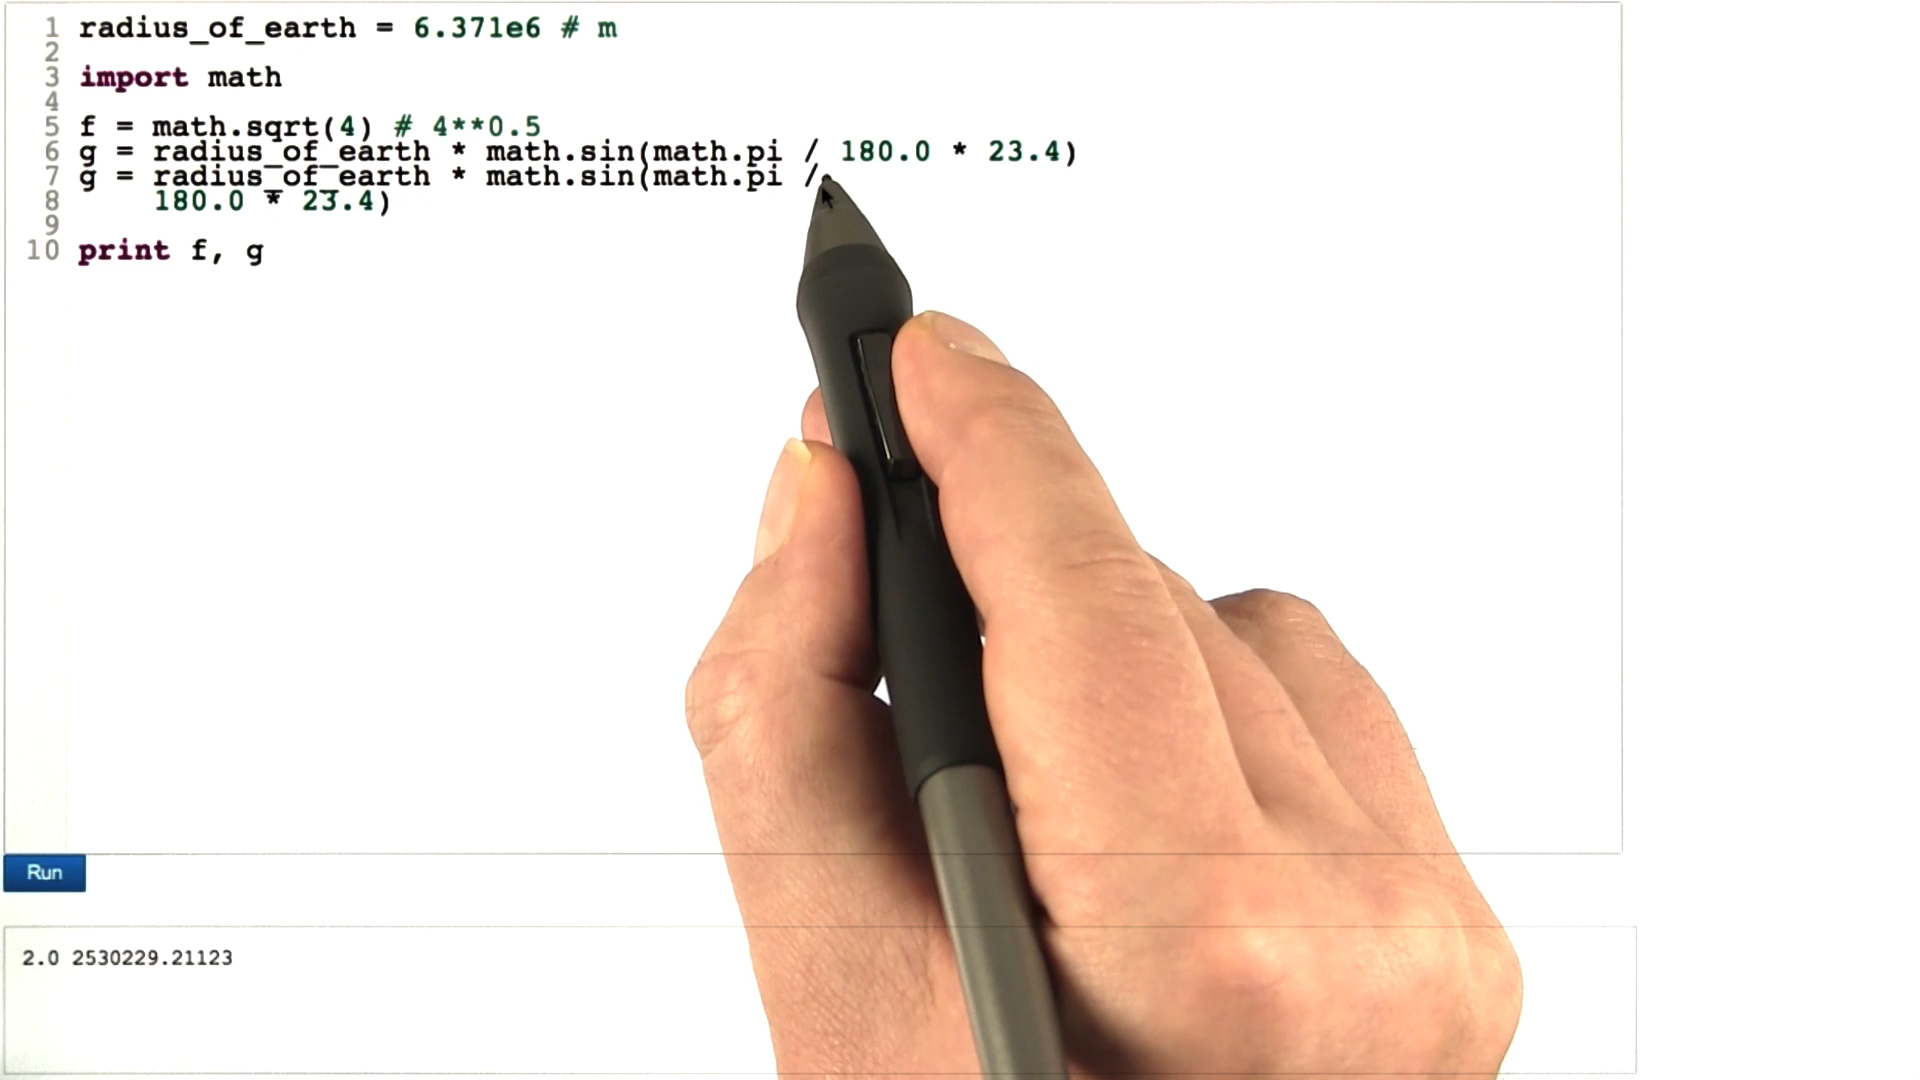 1 radius_of_earth = 6.371e6 # m
2
3 import math
4
5 f = math.sqrt(4) # 4**0.5
6 g = radius_of_earth * math.sin(math.pi / 180.0 * 23.4)
7 g = radius_of_earth * math.sin(math.pi /
8     180.0 * 23.4)
9
10 print f, g
Run
2.0 2530229.21123